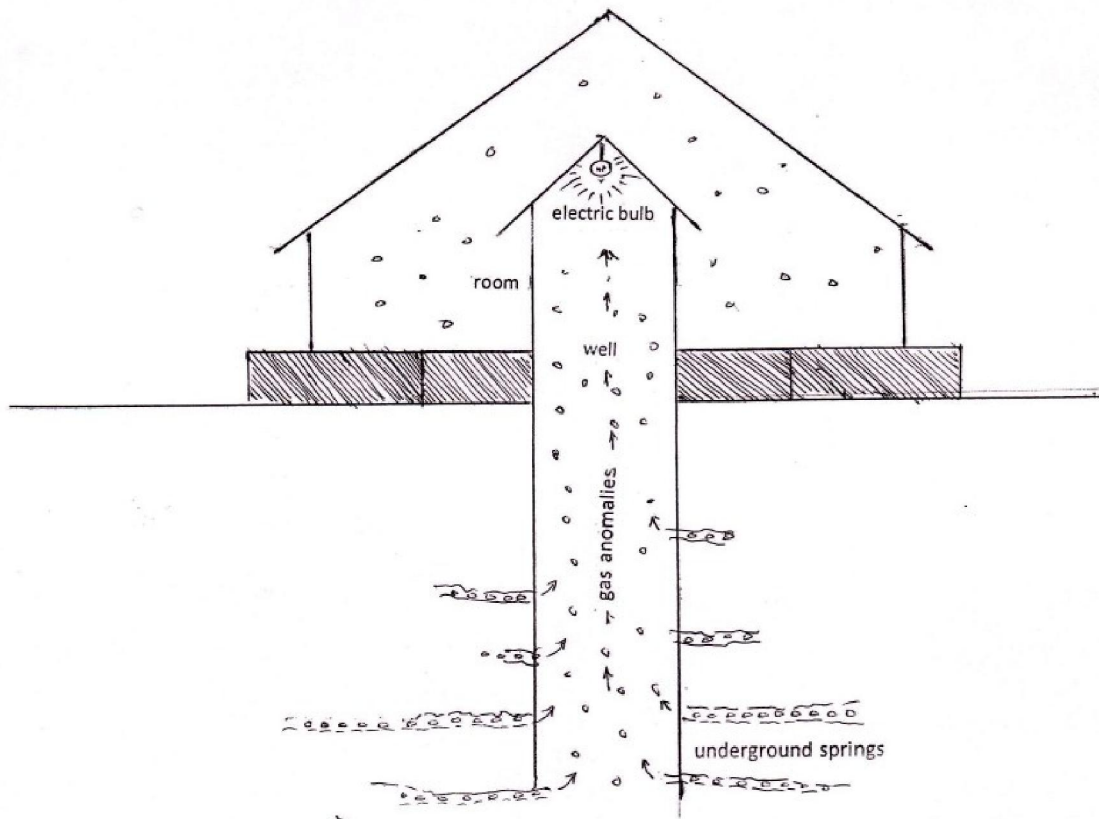 electric bulb
room
well
gas anomalies
underground springs